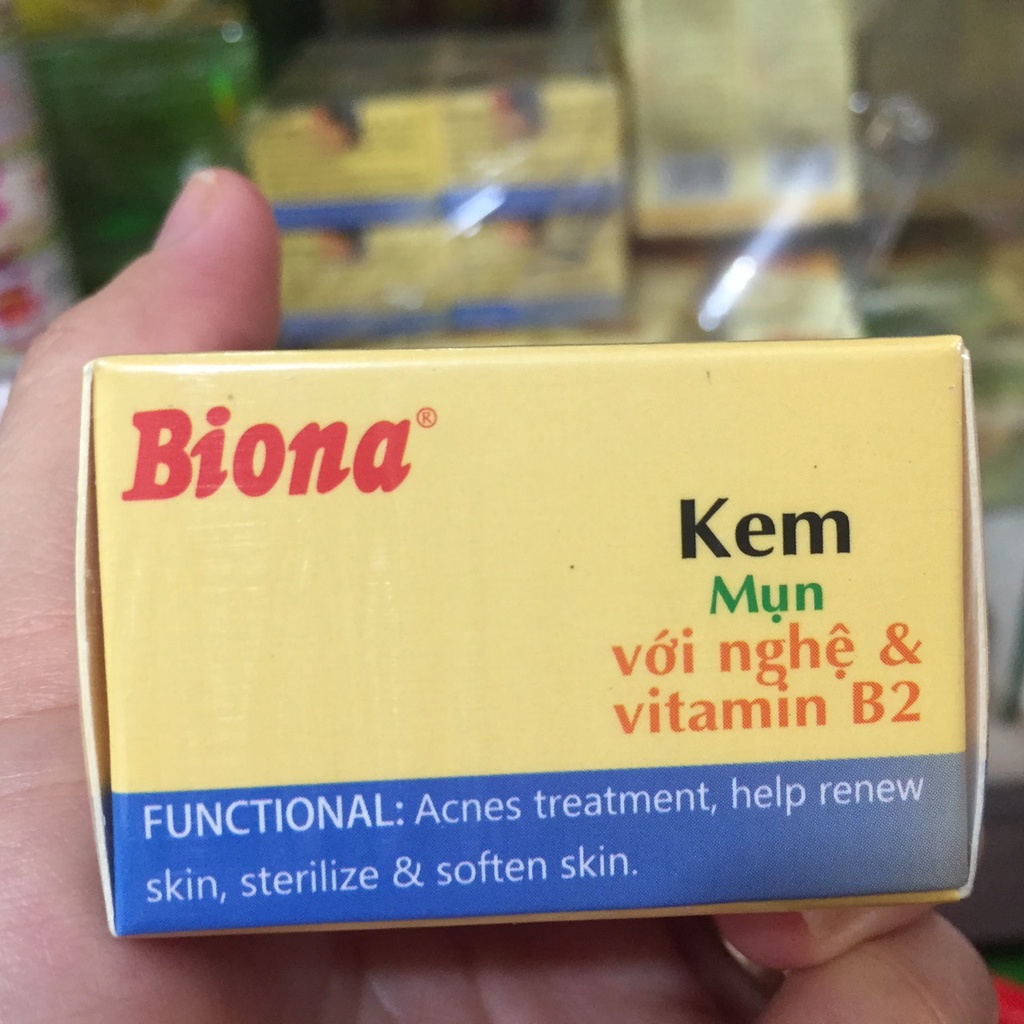 Biona®
Kem
Mụn
với nghệ &
vitamin B2
FUNCTIONAL: Acnes treatment, help renew
skin, sterilize & soften skin.